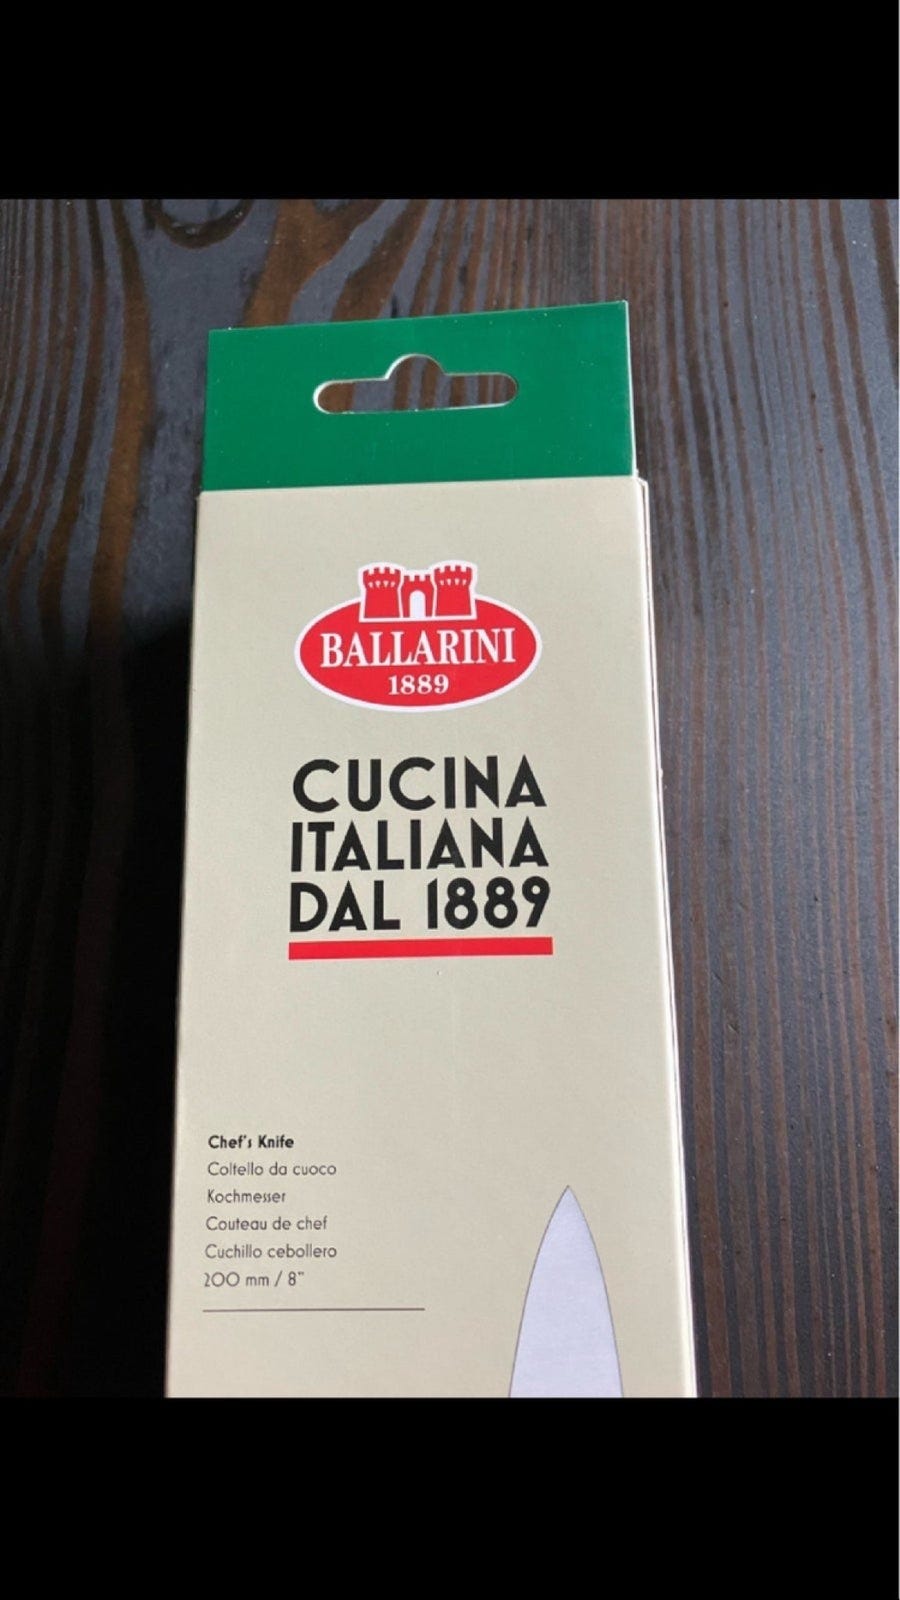 BALLARINI
1889
CUCINA
ITALIANA
DAL 1889
Chef's Knife
Coltello da cuoco
Kochmesser
Couteau de chef
Cuchillo cebollero
200 mm / 8"